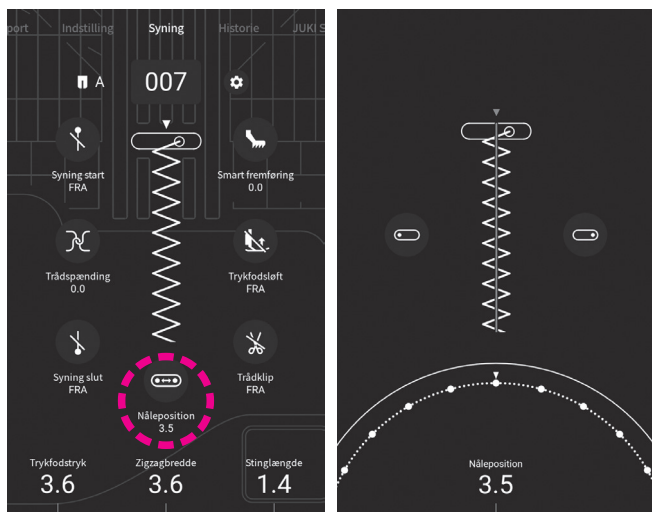 port Indstilling Syning Historie JUKI S
A 007
Syning start
FRA
Smart fremføring
0.0
Trådspænding
0.0
Trykfodsløft
FRA
Syning slut
FRA
Trådklip
FRA
Nåleposition
3.5
Trykfodstryk Zigzagbredde Stinglængde
3.6 3.6 1.4
Nåleposition
3.5